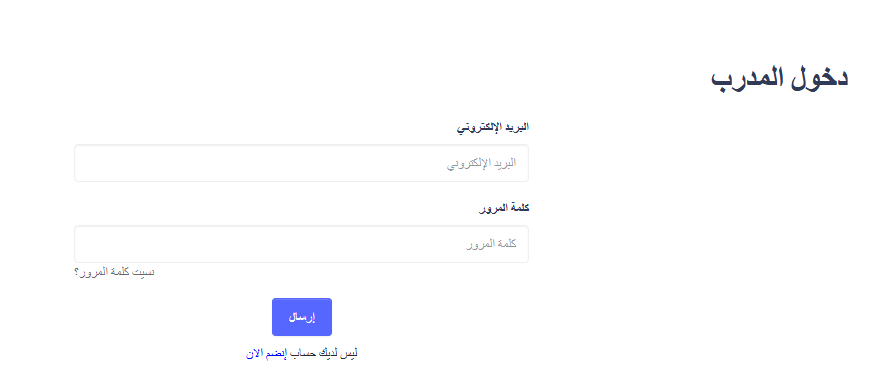 دخول المدرب
البريد الإلكتروني
البريد الإلكتروني
كلمة المرور
كلمة المرور
نسيت كلمة المرور؟
إرسال
ليس لديك حساب إنضم الان